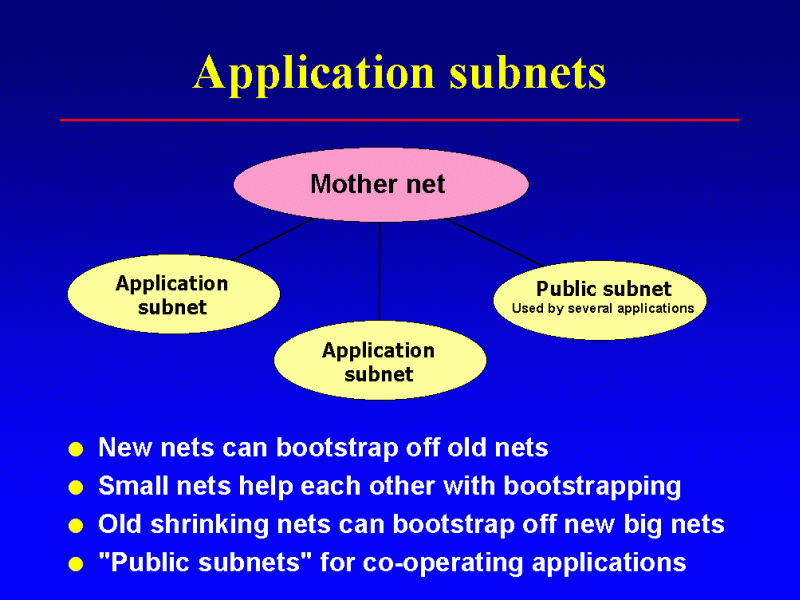 Application subnets
Mother net
Application
subnet
Application
subnet
Public subnet
Used by several applications
New nets can bootstrap off old nets
Small nets help each other with bootstrapping
Old shrinking nets can bootstrap off new big nets
"Public subnets" for co-operating applications